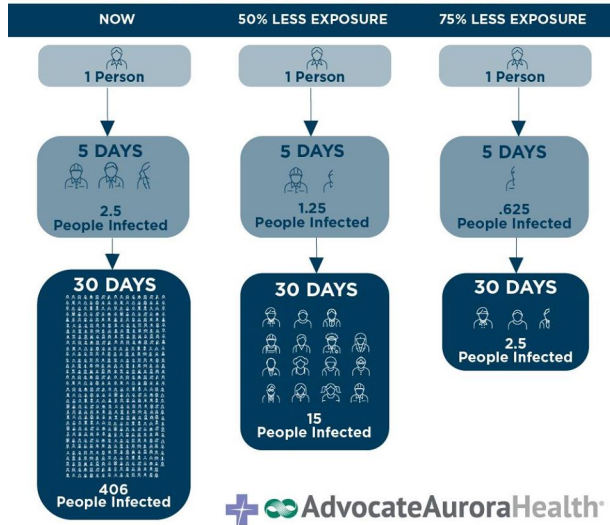 NOW
50% LESS EXPOSURE
75% LESS EXPOSURE
1 Person
1 Person
1 Person
5 DAYS
2.5
People Infected
5 DAYS
1.25
People Infected
5 DAYS
.625
People Infected
30 DAYS
406
People Infected
30 DAYS
15
People Infected
30 DAYS
2.5
People Infected
AdvocateAuroraHealth®